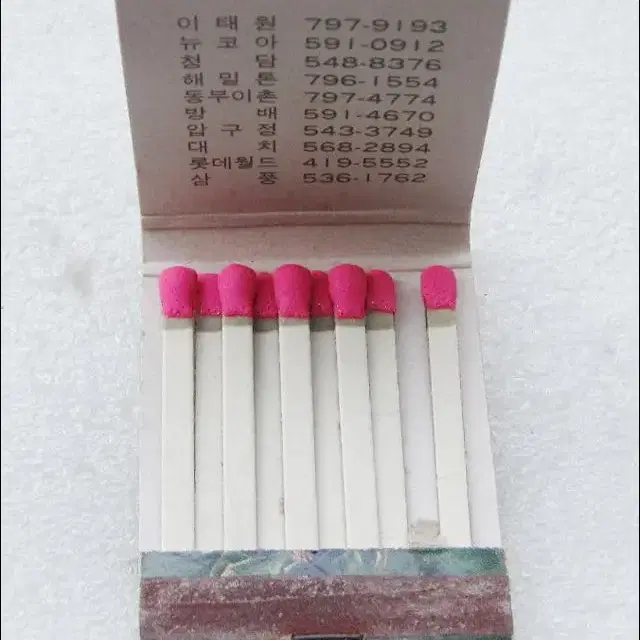 이태원 797-9193
뉴코아 591-0912
청담 548-8376
해밀톤 796-1554
동부이촌 797-4774
방배 591-4670
압구정 543-3749
대치 568-2894
롯데월드 419-5552
삼풍 536-1762